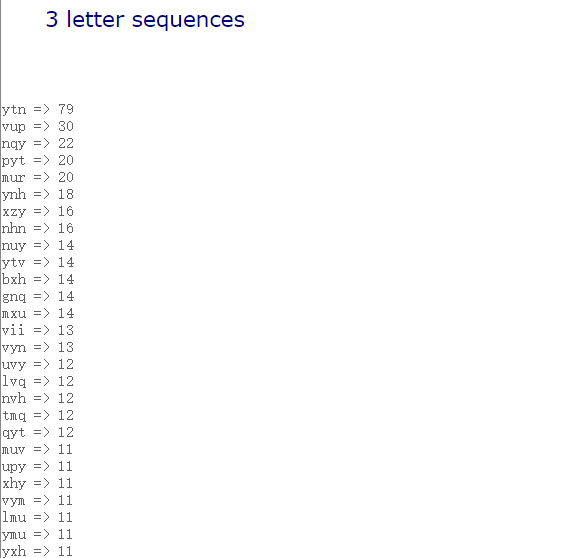 3 letter sequences
ytn => 79
vup => 30
nqy => 22
pyt => 20
mur => 20
ynh => 18
xzy => 16
nhn => 16
nuy => 14
ytv => 14
bxh => 14
gnq => 14
mxu => 14
vii => 13
vyn => 13
uvy => 12
lvq => 12
nvh => 12
tmq => 12
qyt => 12
muv => 11
upy => 11
xhy => 11
vym => 11
lmu => 11
ymu => 11
yxh => 11